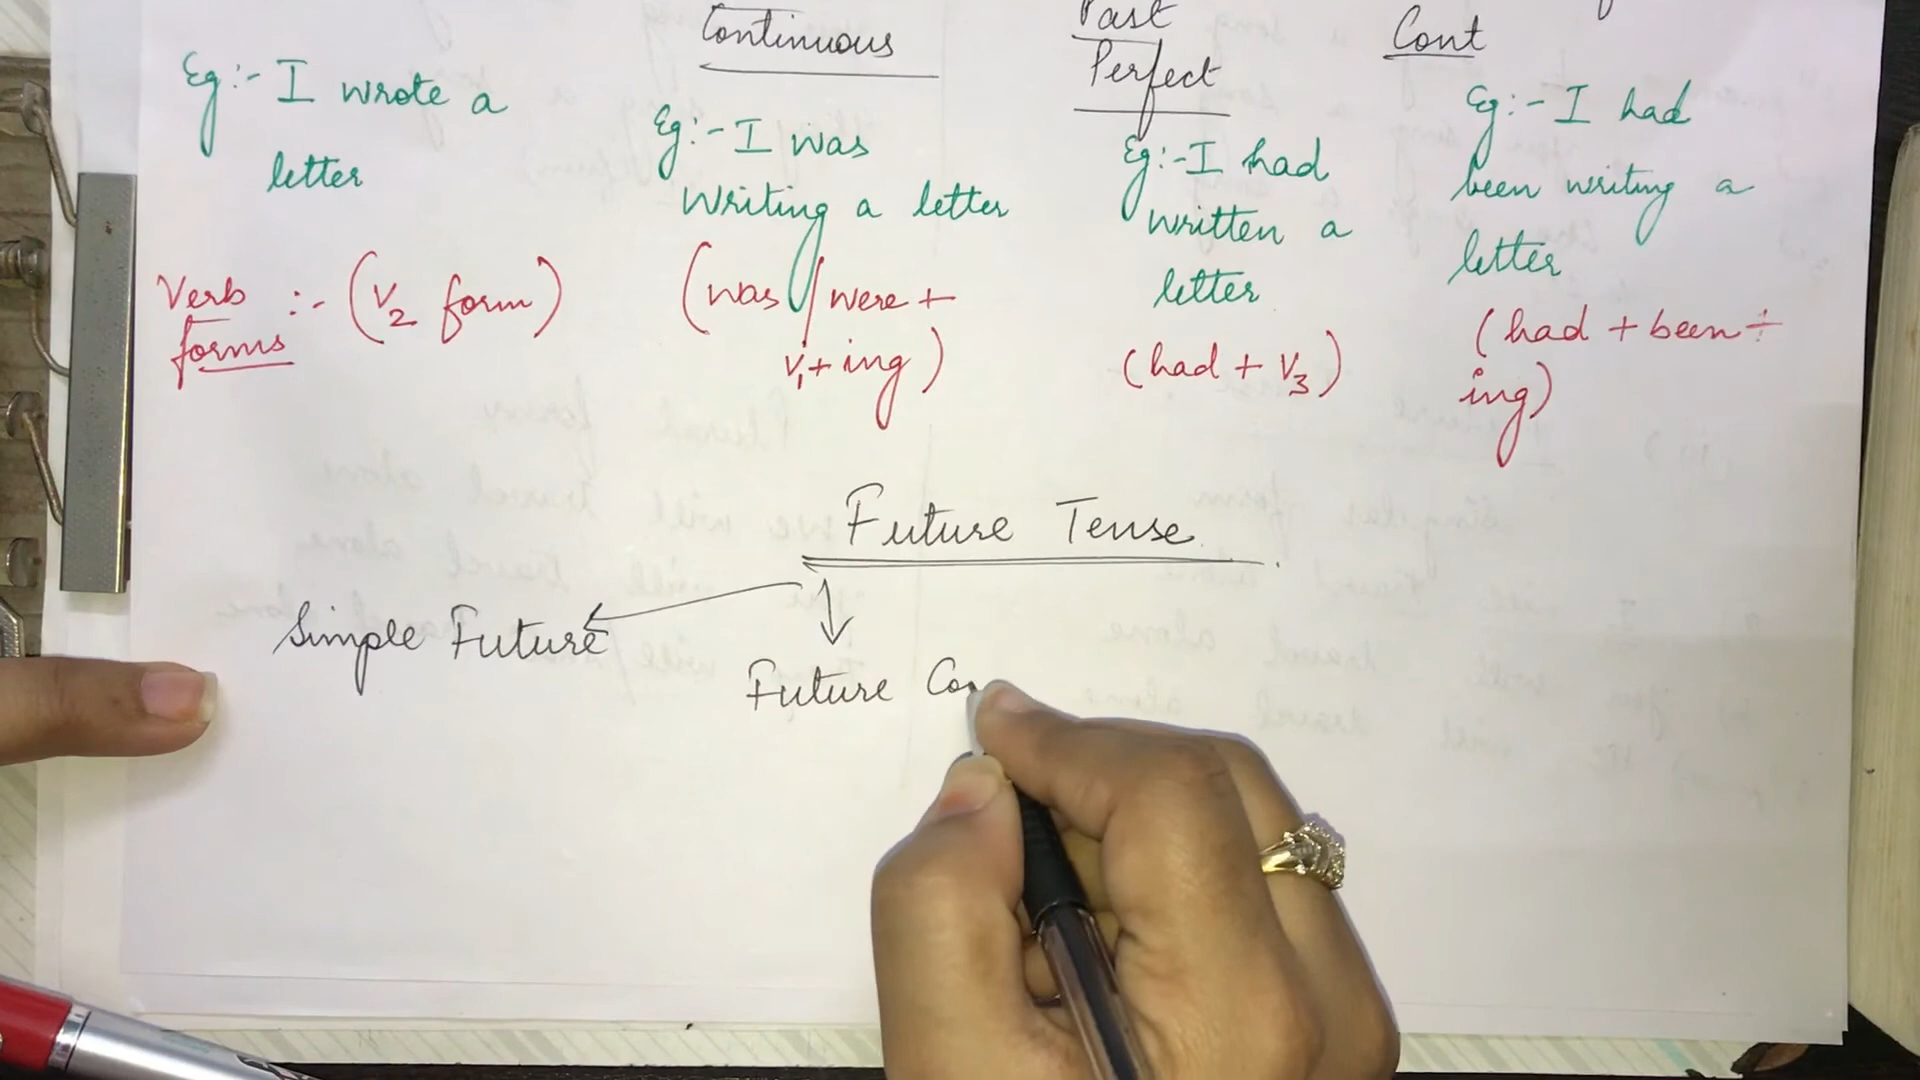 Continuous
Past
Perfect
Cont
Eg:- I wrote a
letter
Eg:- I was
writing a letter
Eg:- I had
written a
letter
Eg:- I had
been writing a
letter
Verb
forms :- (V2 form)
(was/were +
V1 + ing)
(had + V3)
(had + been +
ing)
Future Tense
Simple Future
Future Con